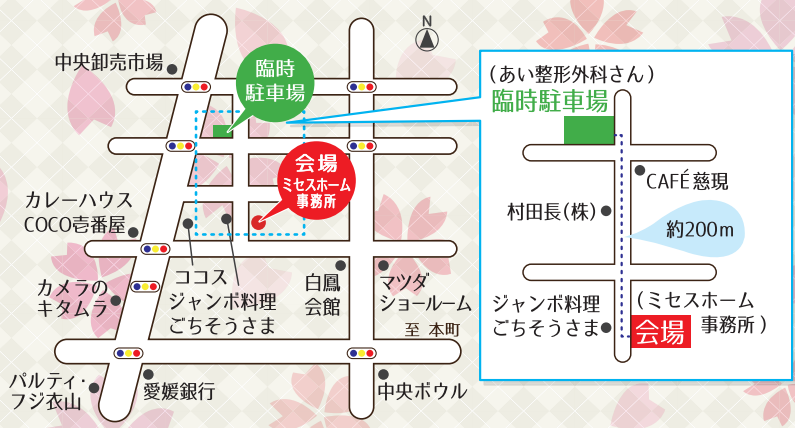 N
中央卸売市場
臨時
駐車場
会場
ミセスホーム
事務所
カレーハウス
COCO壱番屋
カメラの
キタムラ
ココス
ジャンボ料理
ごちそうさま
白鳳
会館
マツダ
ショールーム
至 本町
パルティ・
フジ衣山
愛媛銀行
中央ボウル
(あい整形外科さん)
臨時駐車場
CAFÉ慈現
村田長(株)
約200m
ジャンボ料理
ごちそうさま
(ミセスホーム
事務所)
会場